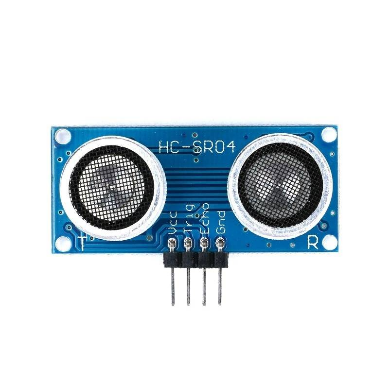 HC-SR04
Vcc
Trig
Echo
Gnd
T
R